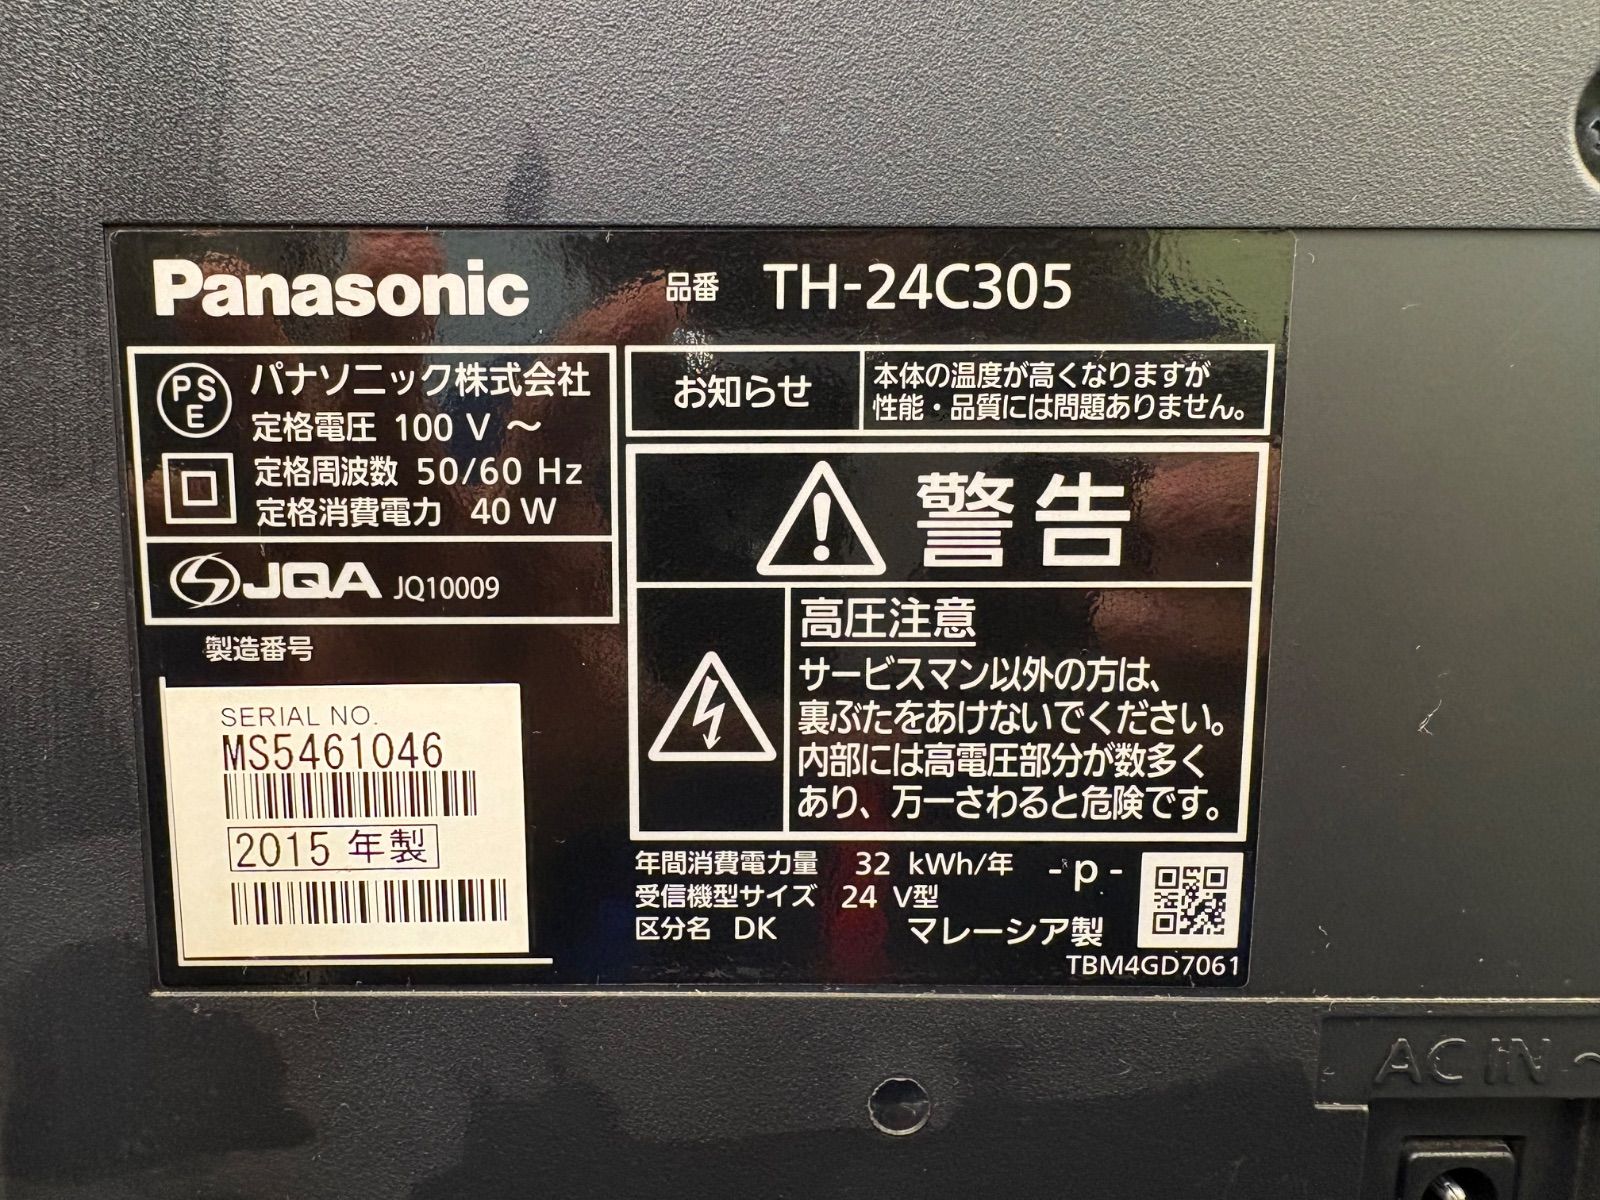 Panasonic
品番 TH-24C305
PSE
パナソニック株式会社
定格電圧 100 V ～
定格周波数 50/60 Hz
定格消費電力 40 W
JQA JQ10009
製造番号
SERIAL NO.
MS5461046
2015 年製
お知らせ
本体の温度が高くなりますが
性能・品質には問題ありません。
警告
高圧注意
サービスマン以外の方は、
裏ぶたをあけないでください。
内部には高電圧部分が数多く
あり、万一さわると危険です。
年間消費電力量 32 kWh/年 -p-
受信機型サイズ 24 V型
区分名 DK マレーシア製
TBM4GD7061
AC IN ~